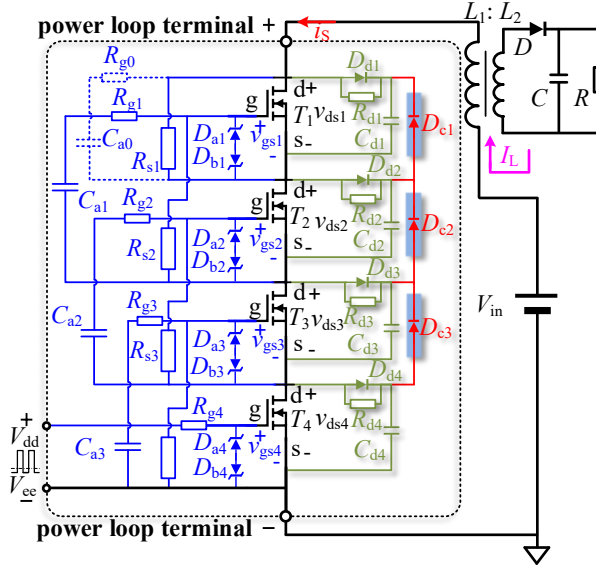 power loop terminal +
i_S
L_1: L_2
D
C
R
R_g0
R_g1
C_a0
R_s1
C_a1
g
d+
T_1
v_ds1
s -
D_a1
D_b1
+
v_gs1
-
D_d1
R_d1
C_d1
D_c1
I_L
R_g2
R_s2
C_a2
g
d+
T_2
v_ds2
s -
D_a2
D_b2
+
v_gs2
-
D_d2
R_d2
C_d2
D_c2
R_g3
R_s3
g
d+
T_3
v_ds3
s -
D_a3
D_b3
+
v_gs3
-
D_d3
R_d3
C_d3
D_c3
V_in
R_g4
C_a3
g
d+
T_4
v_ds4
s -
D_a4
D_b4
+
v_gs4
-
D_d4
R_d4
C_d4
+
V_dd
V_ee
-
power loop terminal −